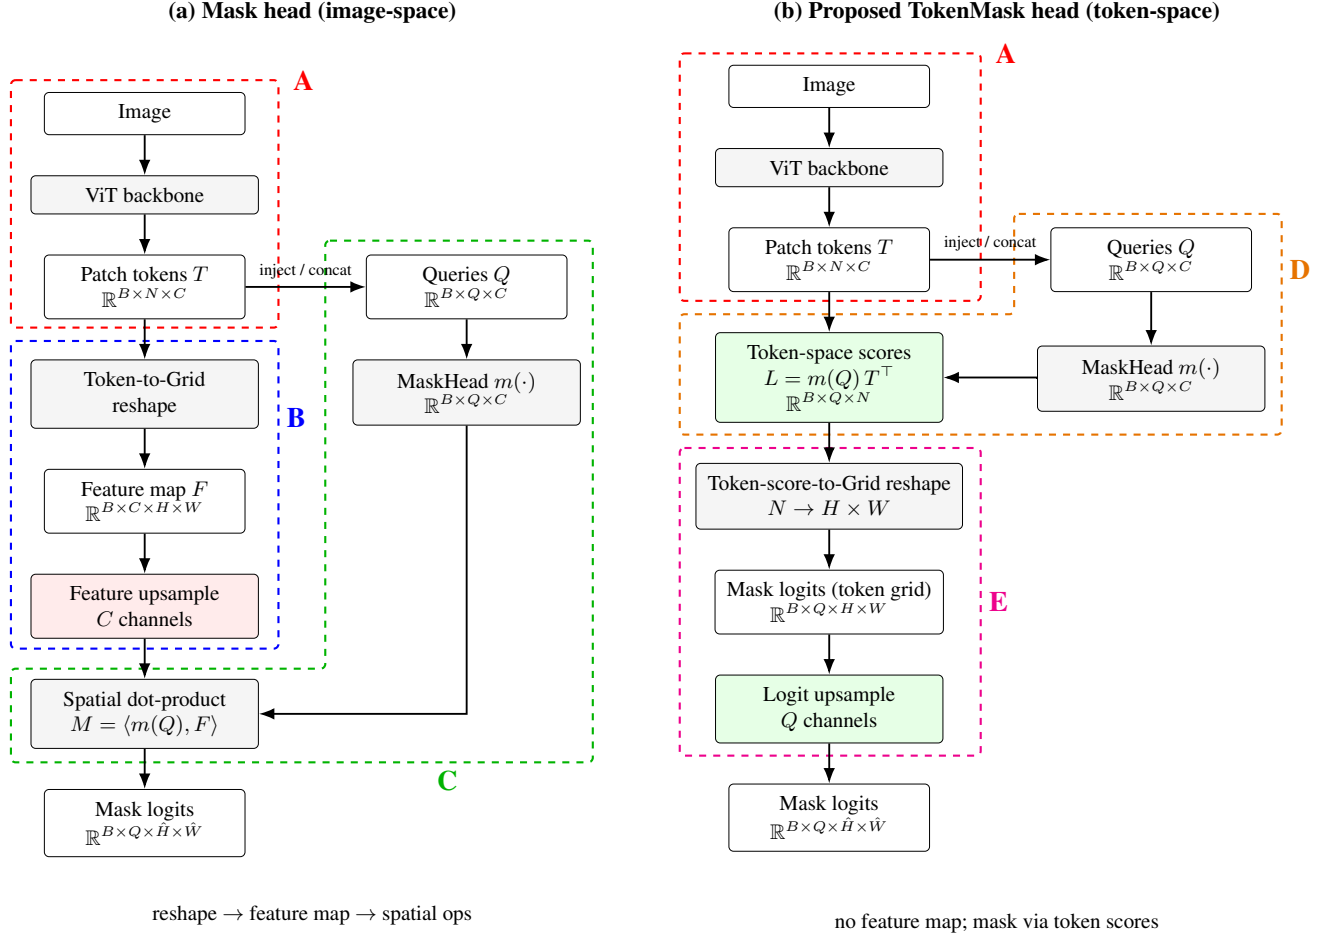 (a) Mask head (image-space)
A
Image
ViT backbone
Patch tokens T
ℝ^{B×N×C}
inject / concat
Queries Q
ℝ^{B×Q×C}
MaskHead m(·)
ℝ^{B×Q×C}
B
Token-to-Grid
reshape
Feature map F
ℝ^{B×C×H×W}
Feature upsample
C channels
Spatial dot-product
M = ⟨m(Q), F⟩
C
Mask logits
ℝ^{B×Q×Ĥ×Ŵ}
reshape → feature map → spatial ops
(b) Proposed TokenMask head (token-space)
A
Image
ViT backbone
Patch tokens T
ℝ^{B×N×C}
inject / concat
Queries Q
ℝ^{B×Q×C}
D
MaskHead m(·)
ℝ^{B×Q×C}
Token-space scores
L = m(Q) T^⊤
ℝ^{B×Q×N}
Token-score-to-Grid reshape
N → H × W
Mask logits (token grid)
ℝ^{B×Q×H×W}
E
Logit upsample
Q channels
Mask logits
ℝ^{B×Q×Ĥ×Ŵ}
no feature map; mask via token scores